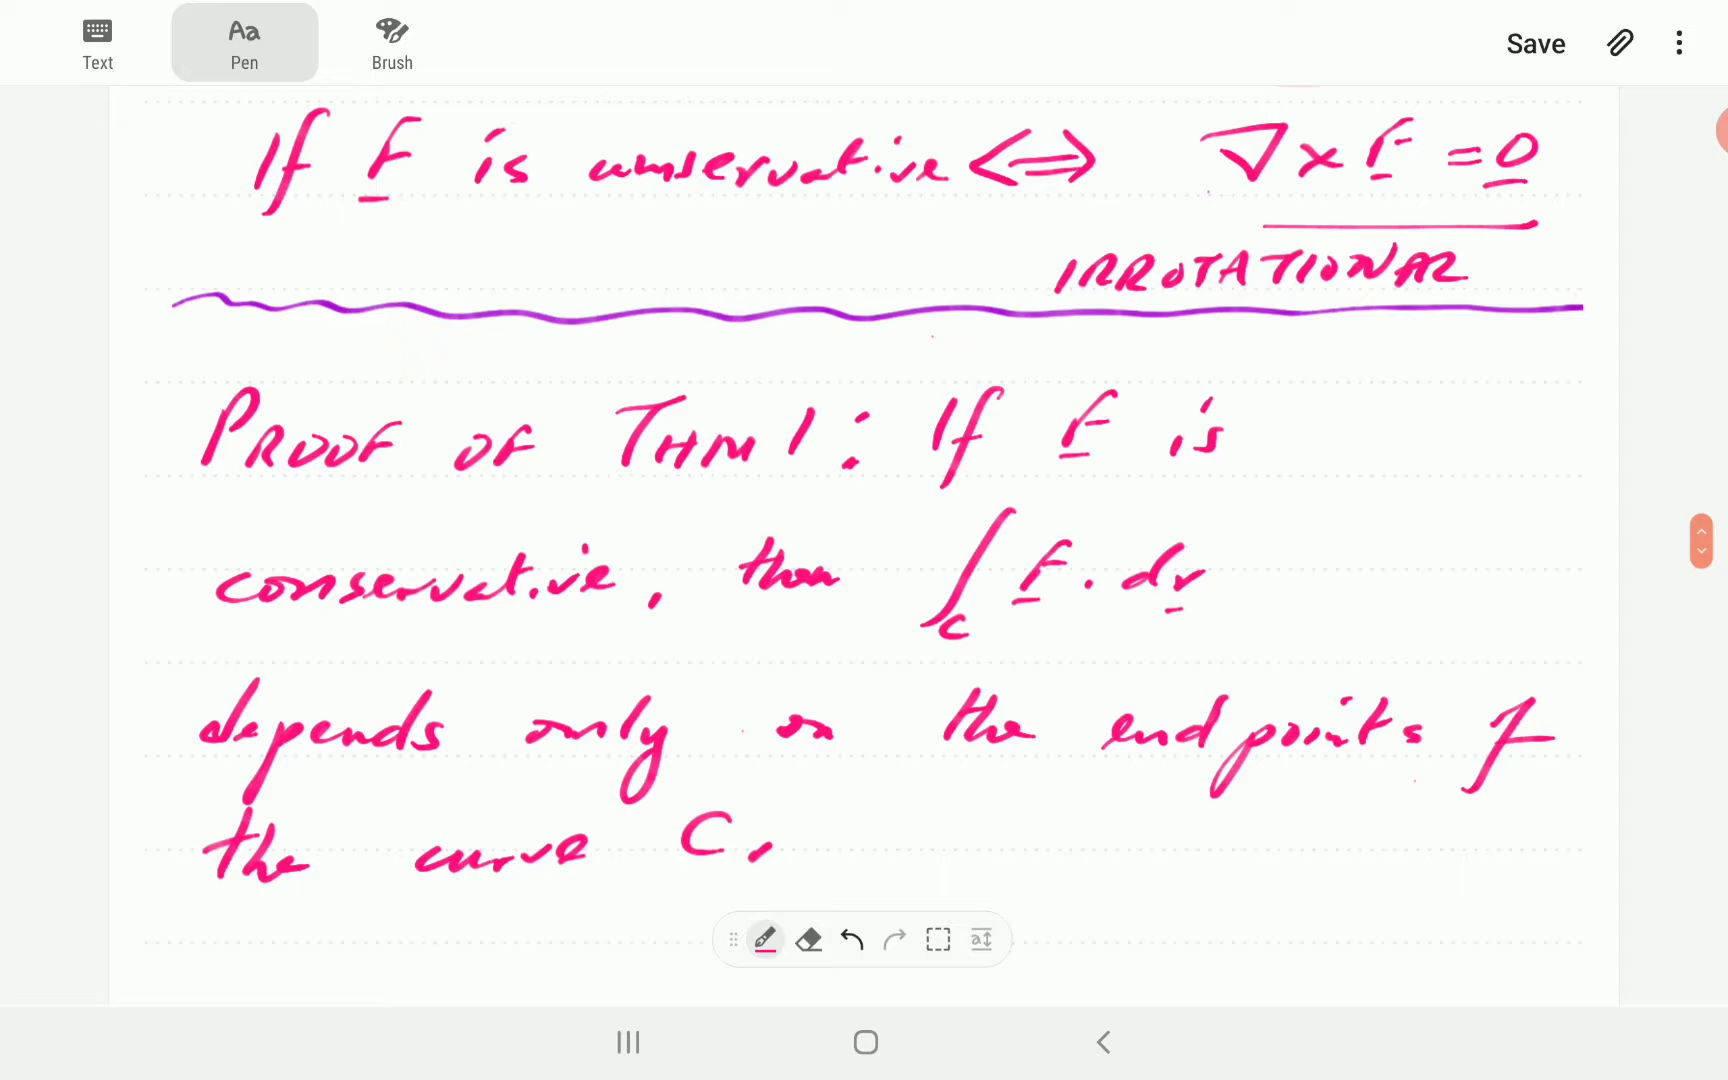 Text
Pen
Brush
Save
If F is conservative <=> ∇ x F = 0
IRROTATIONAL
PROOF OF THM 1: If F is
conservative, then ∫_C F . dr
depends only on the endpoints of
the curve C.